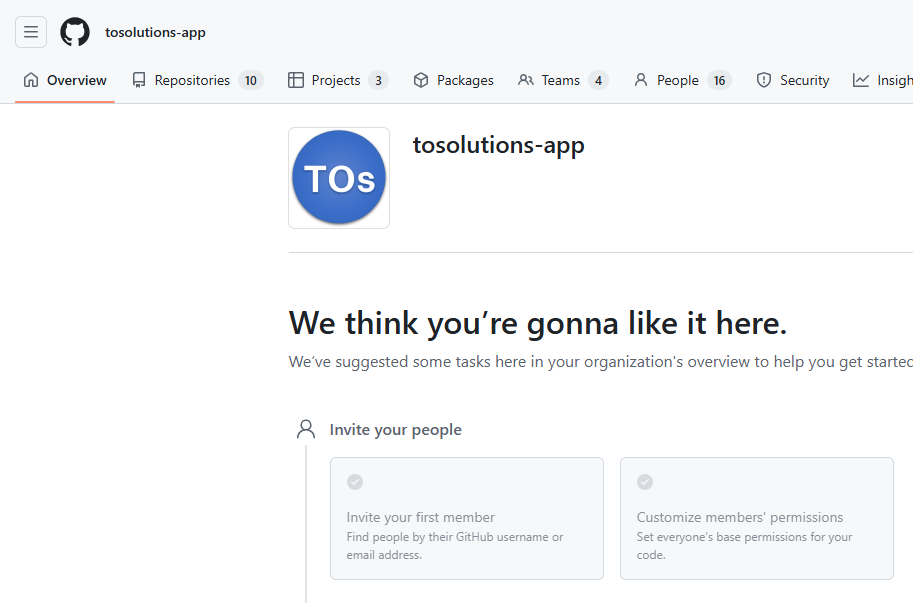 tosolutions-app
Overview Repositories 10 Projects 3 Packages Teams 4 People 16 Security Insigh
TOs
tosolutions-app
We think you’re gonna like it here.
We’ve suggested some tasks here in your organization's overview to help you get started
Invite your people
Invite your first member
Find people by their GitHub username or
email address.
Customize members' permissions
Set everyone’s base permissions for your
code.